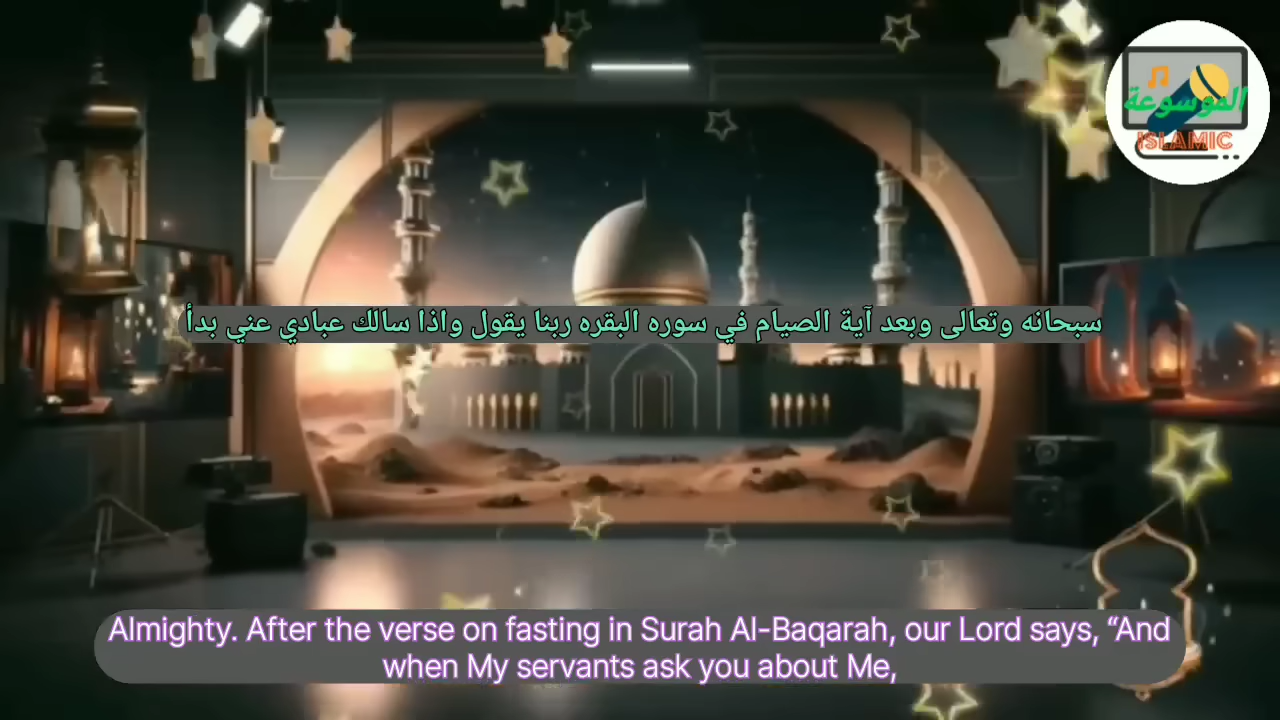 الموسوعة
ISLAMIC
سبحانه وتعالى وبعد آية الصيام في سوره البقره ربنا يقول واذا سالك عبادي عني بدأ
Almighty. After the verse on fasting in Surah Al-Baqarah, our Lord says, “And
when My servants ask you about Me,